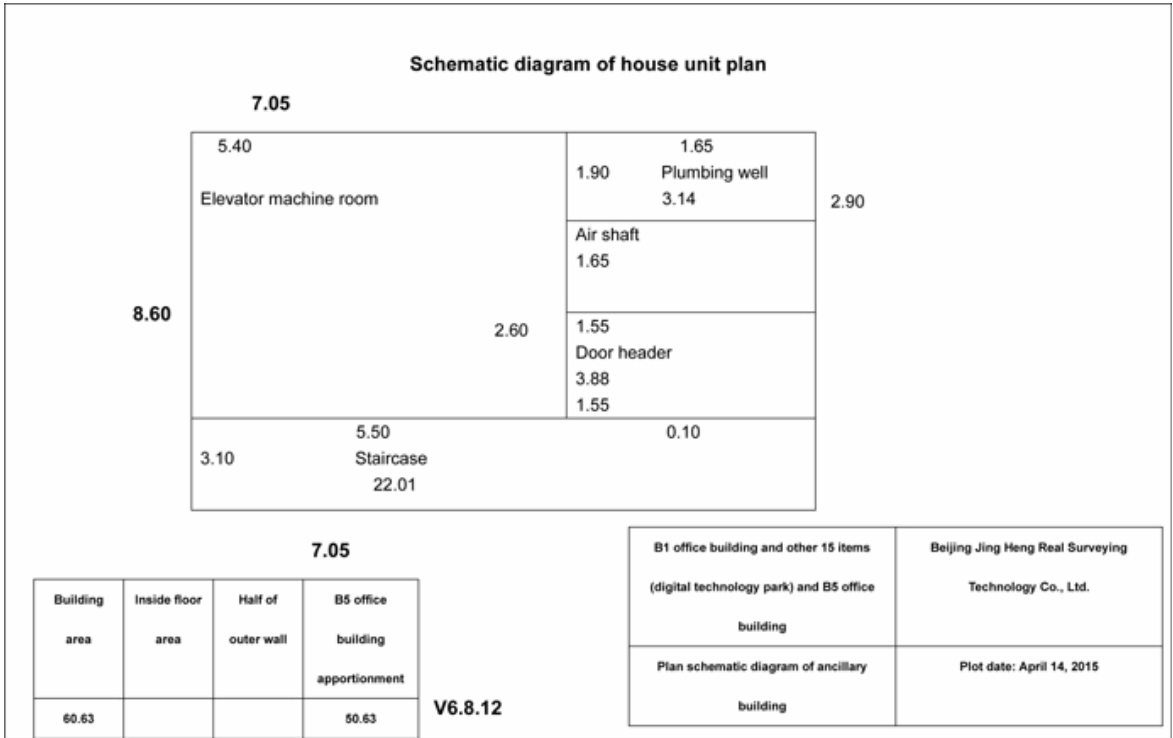 Schematic diagram of house unit plan
7.05
5.40
Elevator machine room
1.65
1.90 Plumbing well
3.14
2.90
Air shaft
1.65
8.60
2.60
1.55
Door header
3.88
1.55
5.50 0.10
3.10 Staircase
22.01
7.05
Building
area
Inside floor
area
Half of
outer wall
B5 office
building
apportionment
60.63
50.63
V6.8.12
B1 office building and other 15 items
(digital technology park) and B5 office
building
Beijing Jing Heng Real Surveying
Technology Co., Ltd.
Plan schematic diagram of ancillary
building
Plot date: April 14, 2015